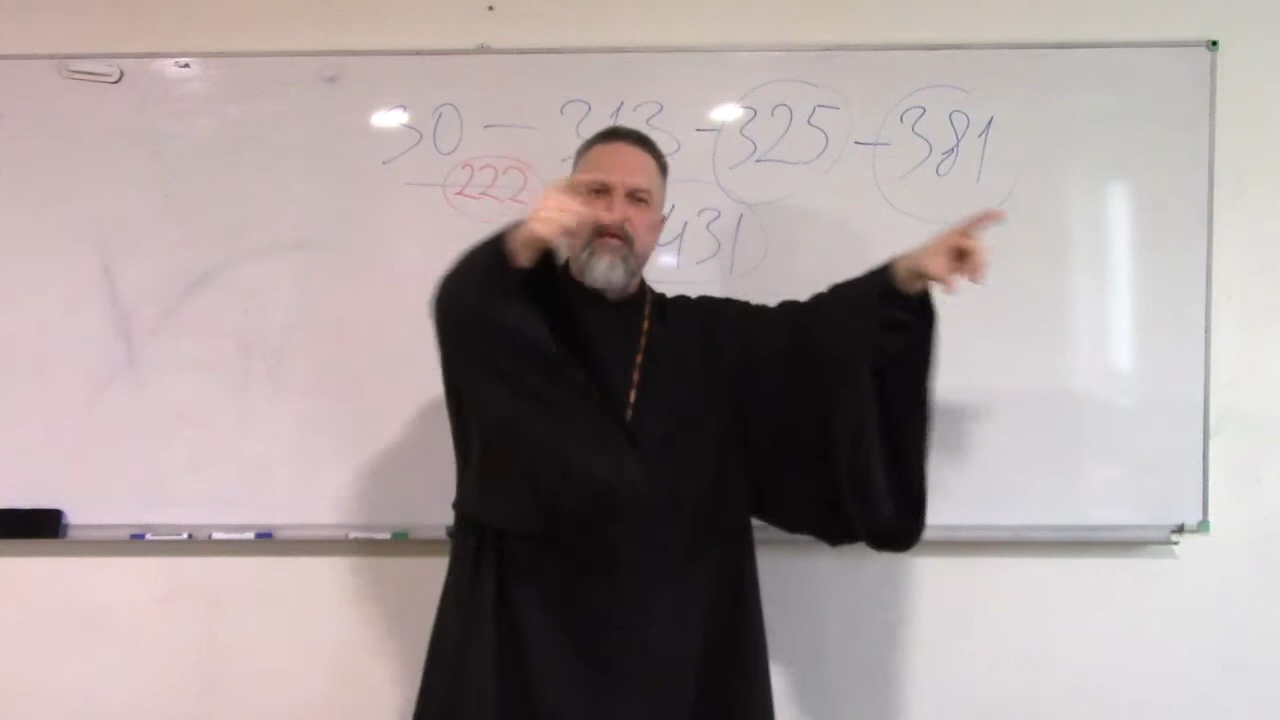 30 — 313 – 325 – 381
— 222
431